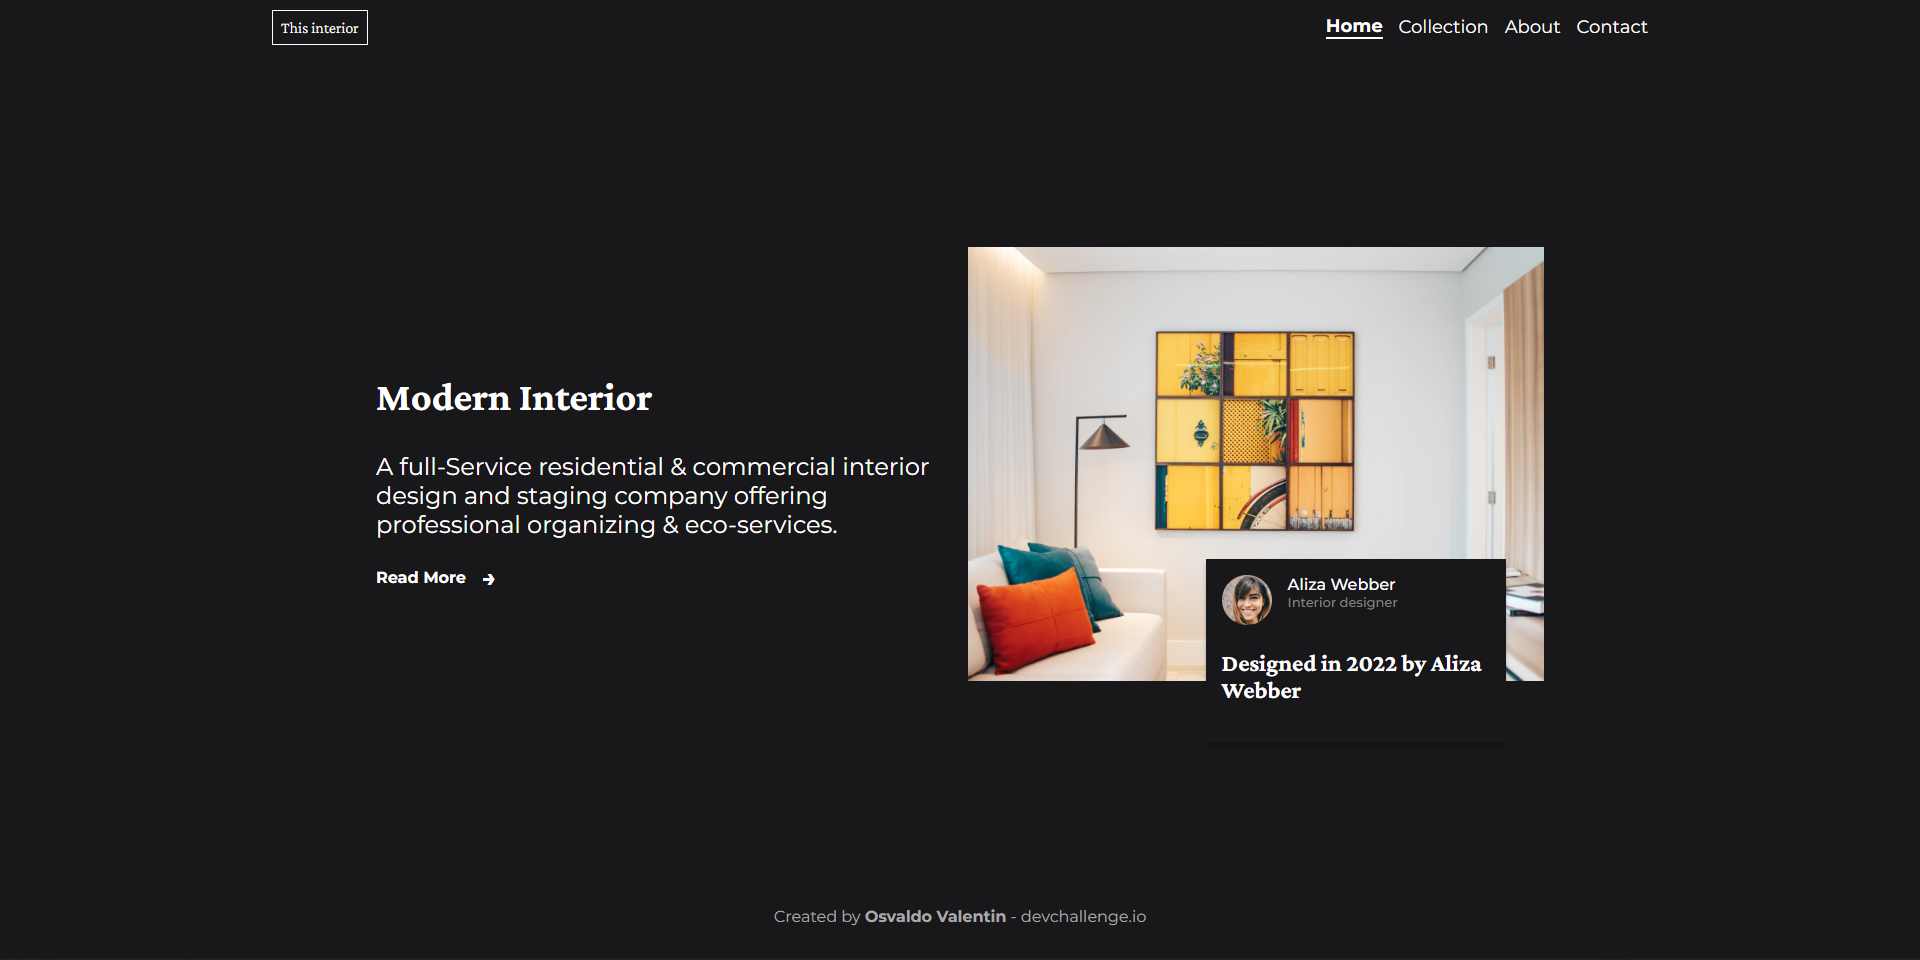 This interior
Home Collection About Contact
Modern Interior
A full-Service residential & commercial interior
design and staging company offering
professional organizing & eco-services.
Read More
Aliza Webber
Interior designer
Designed in 2022 by Aliza
Webber
Created by Osvaldo Valentin - devchallenge.io